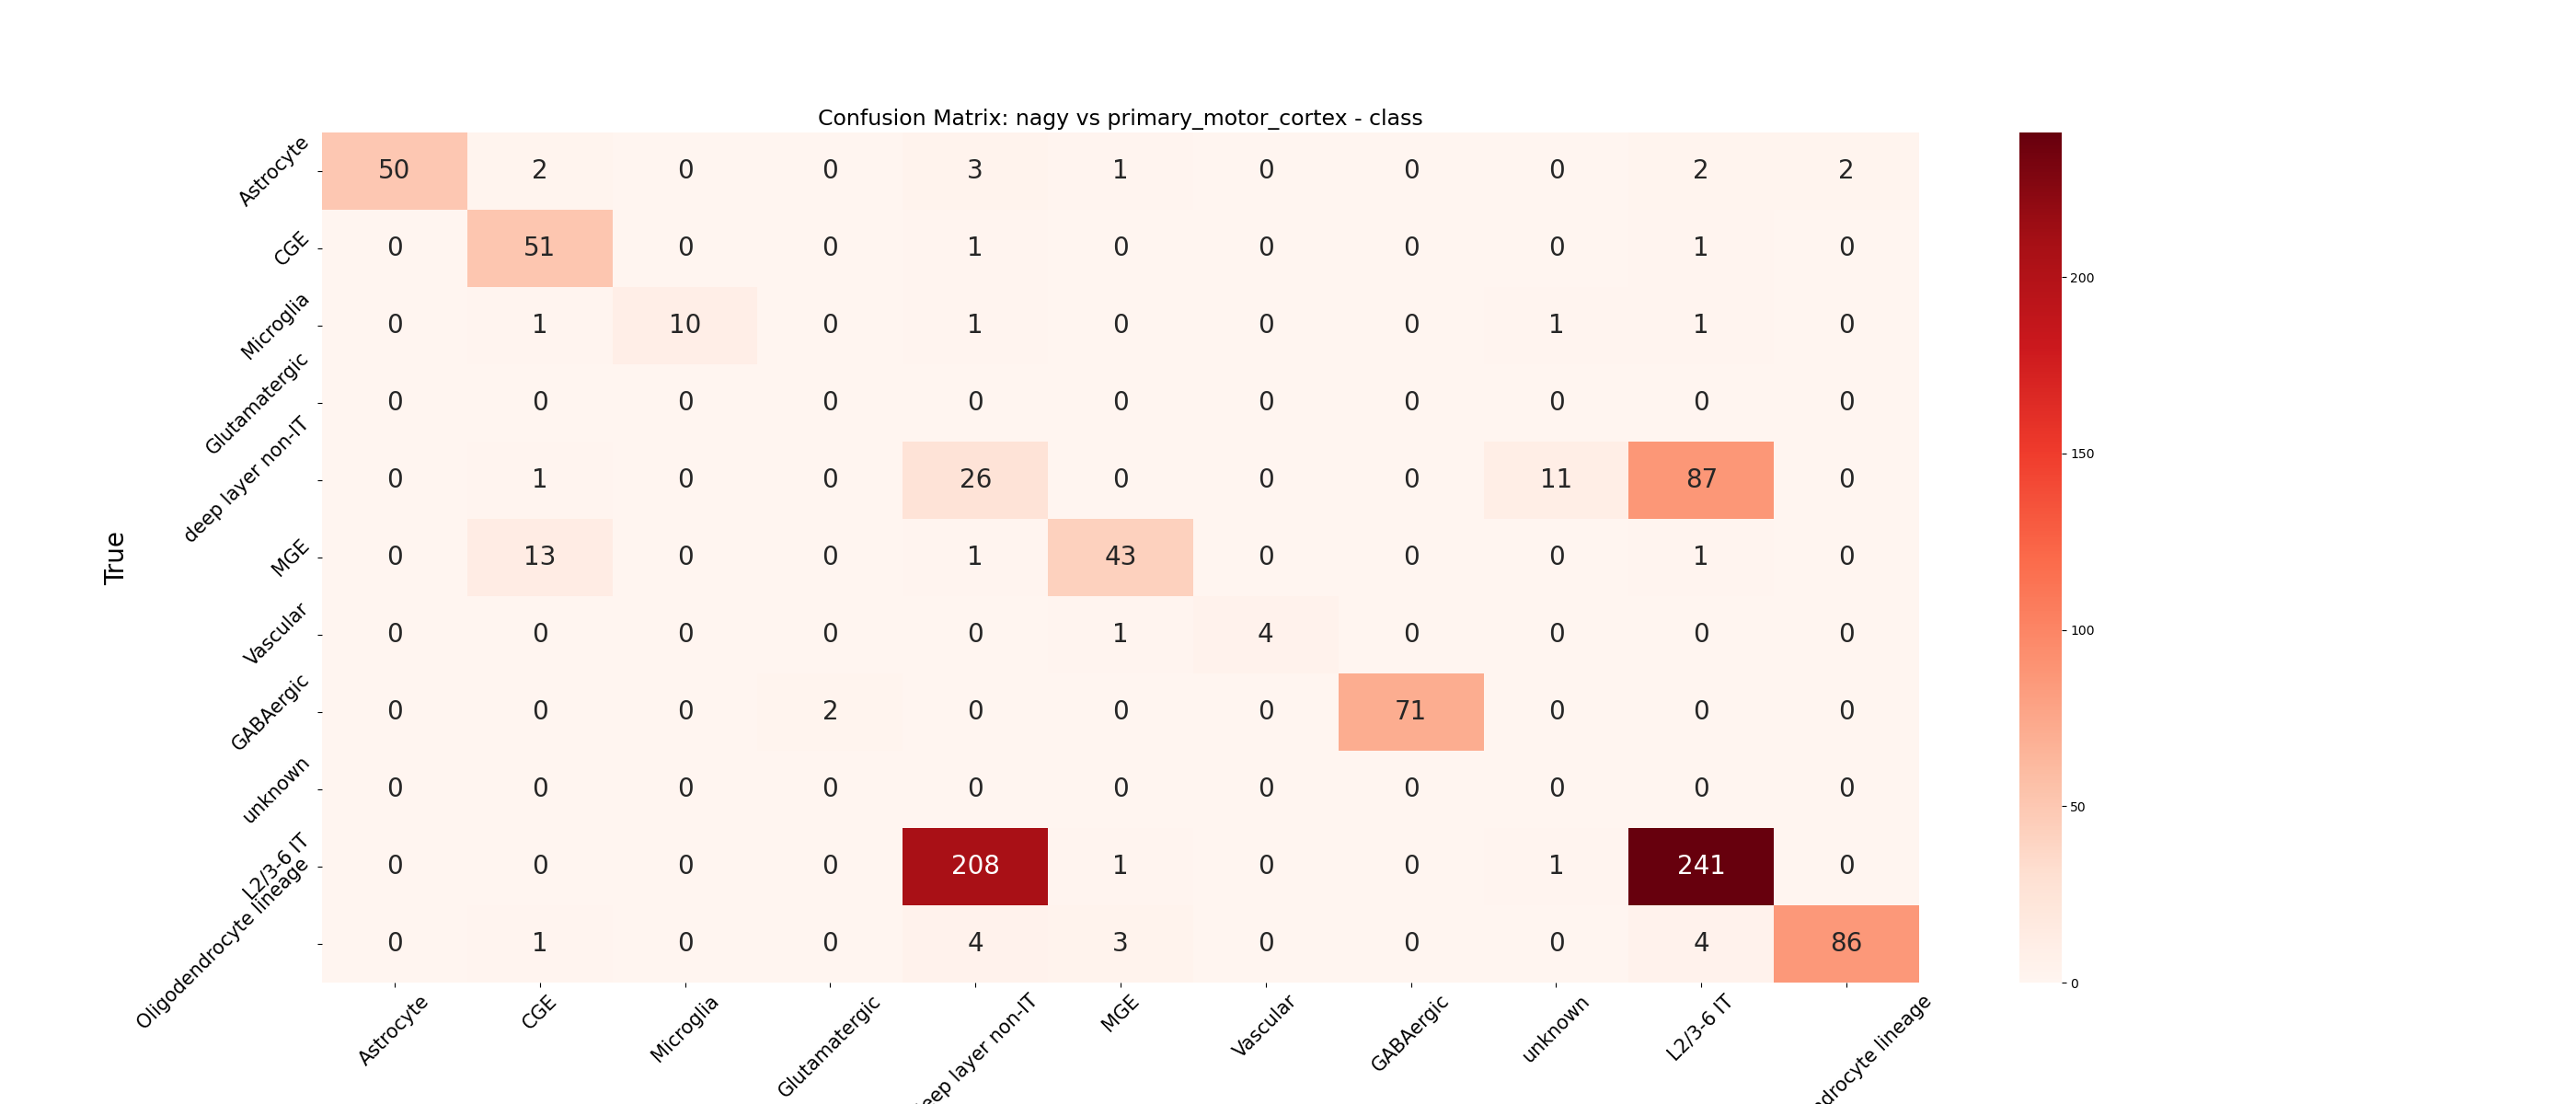 Confusion Matrix: nagy vs primary_motor_cortex - class
True
Astrocyte 50 2 0 0 3 1 0 0 0 2 2
CGE 0 51 0 0 1 0 0 0 0 1 0
Microglia 0 1 10 0 1 0 0 0 1 1 0
Glutamatergic 0 0 0 0 0 0 0 0 0 0 0
deep layer non-IT 0 1 0 0 26 0 0 0 11 87 0
MGE 0 13 0 0 1 43 0 0 0 1 0
Vascular 0 0 0 0 0 1 4 0 0 0 0
GABAergic 0 0 0 2 0 0 0 71 0 0 0
unknown 0 0 0 0 0 0 0 0 0 0 0
L2/3-6 IT 0 0 0 0 208 1 0 0 1 241 0
Oligodendrocyte lineage 0 1 0 0 4 3 0 0 0 4 86
Astrocyte
CGE
Microglia
Glutamatergic
eep layer non-IT
MGE
Vascular
GABAergic
unknown
L2/3-6 IT
ndrocyte lineage
200
150
100
50
0